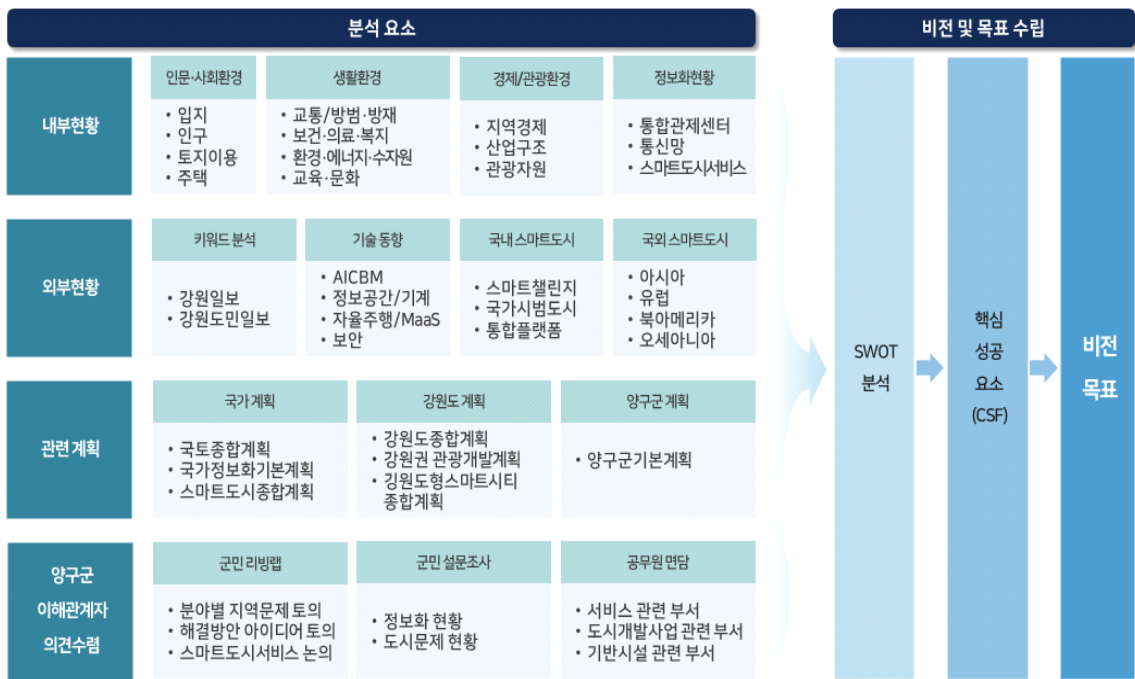 분석 요소
비전 및 목표 수립
내부현황
인문·사회환경
• 입지
• 인구
• 토지이용
• 주택
생활환경
• 교통/방범·방재
• 보건·의료·복지
• 환경·에너지·수자원
• 교육·문화
경제/관광환경
• 지역경제
• 산업구조
• 관광자원
정보화현황
• 통합관제센터
• 통신망
• 스마트도시서비스
외부현황
키워드 분석
• 강원일보
• 강원도민일보
기술 동향
• AICBM
• 정보공간/기계
• 자율주행/MaaS
• 보안
국내 스마트도시
• 스마트챌린지
• 국가시범도시
• 통합플랫폼
국외 스마트도시
• 아시아
• 유럽
• 북아메리카
• 오세아니아
관련 계획
국가 계획
• 국토종합계획
• 국가정보화기본계획
• 스마트도시종합계획
강원도 계획
• 강원도종합계획
• 강원권 관광개발계획
• 깅원도형스마트시티
종합계획
양구군 계획
• 양구군기본계획
양구군
이해관계자
의견수렴
군민 리빙랩
• 분야별 지역문제 토의
• 해결방안 아이디어 토의
• 스마트도시서비스 논의
군민 설문조사
• 정보화 현황
• 도시문제 현황
공무원 면담
• 서비스 관련 부서
• 도시개발사업 관련 부서
• 기반시설 관련 부서
SWOT
분석
핵심
성공
요소
(CSF)
비전
목표